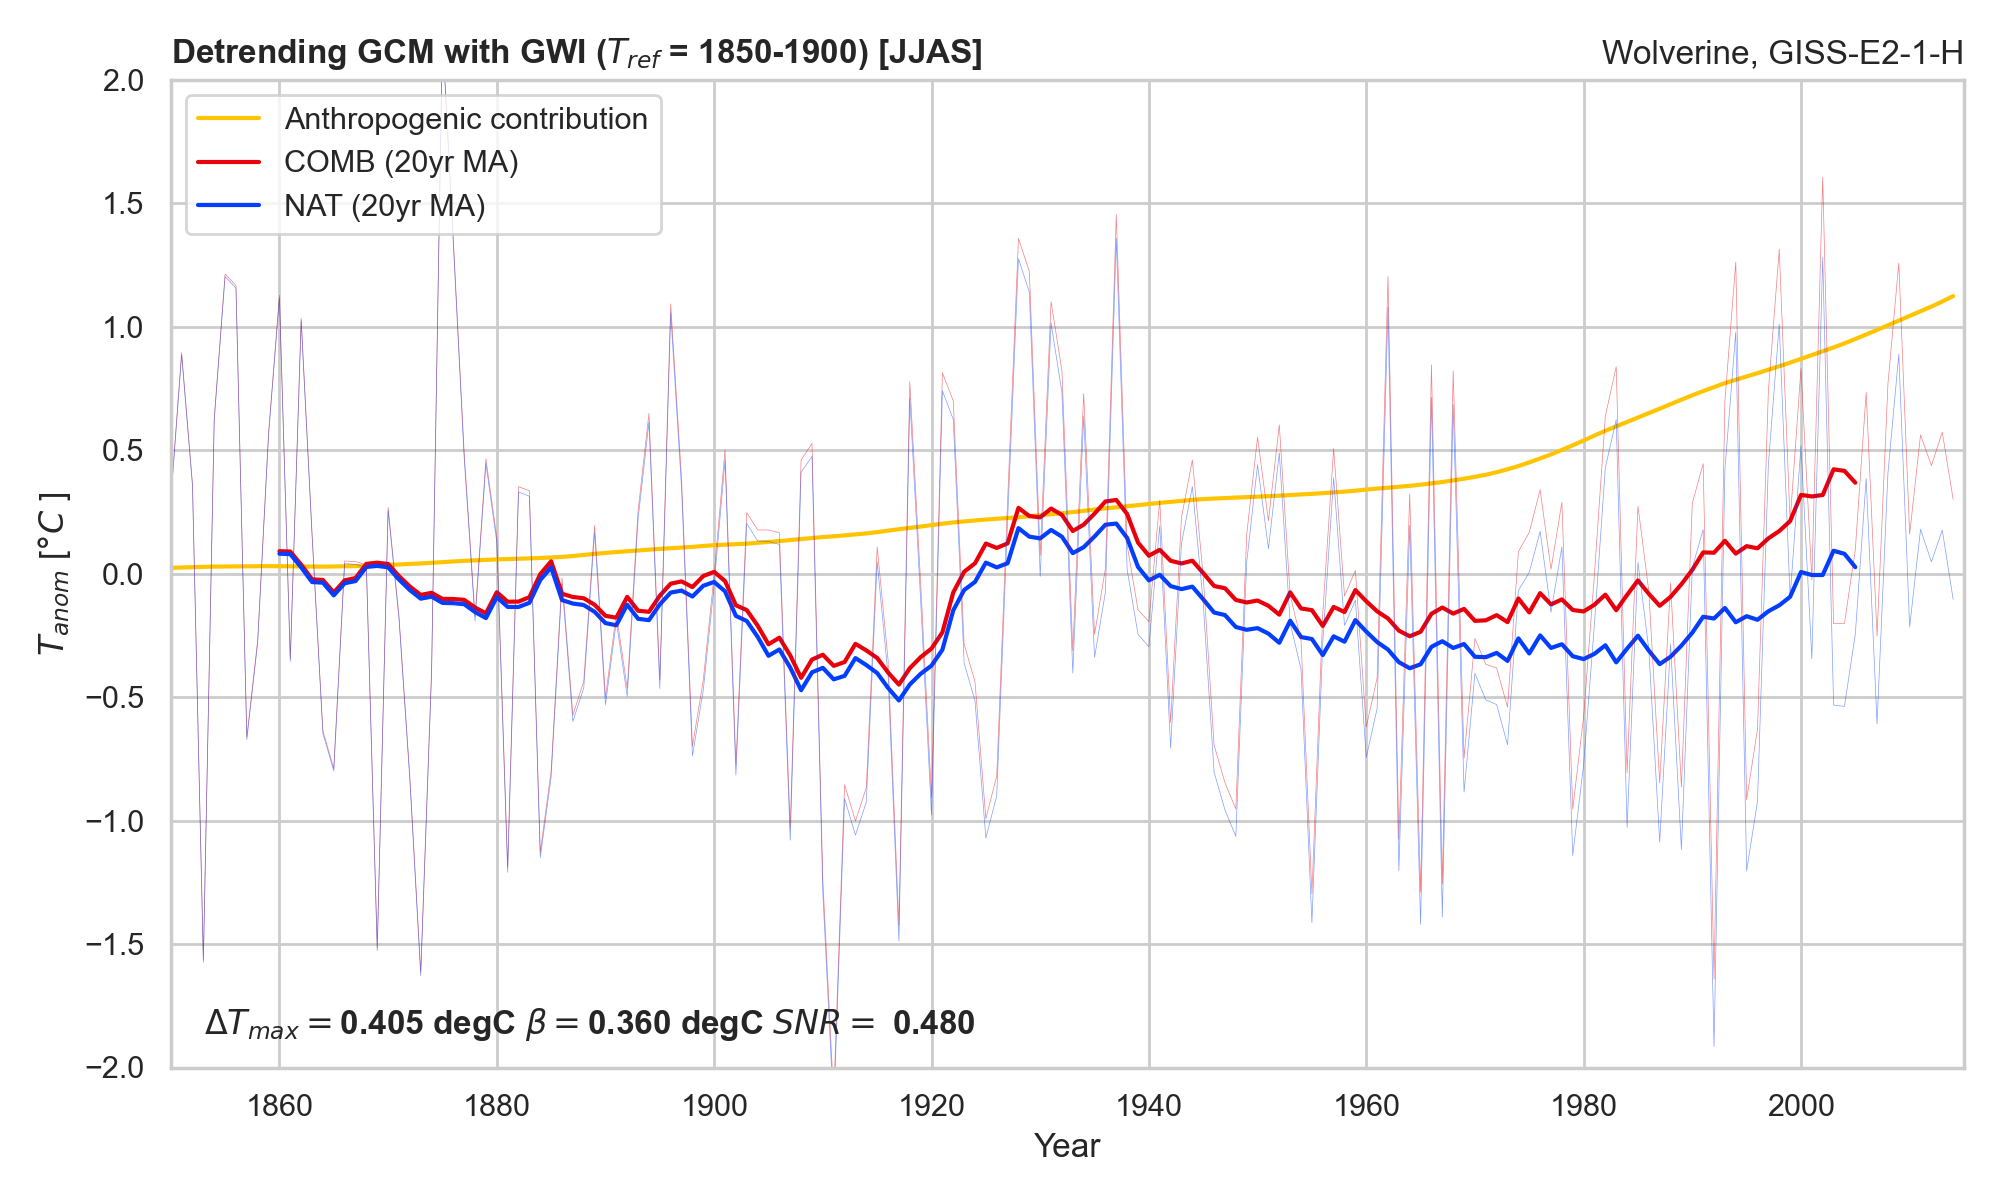 Detrending GCM with GWI (T_ref = 1850-1900) [JJAS]
Wolverine, GISS-E2-1-H
Anthropogenic contribution
COMB (20yr MA)
NAT (20yr MA)
T_anom [°C]
2.0
1.5
1.0
0.5
0.0
−0.5
−1.0
−1.5
−2.0
ΔT_max = 0.405 degC β = 0.360 degC SNR = 0.480
1860 1880 1900 1920 1940 1960 1980 2000
Year